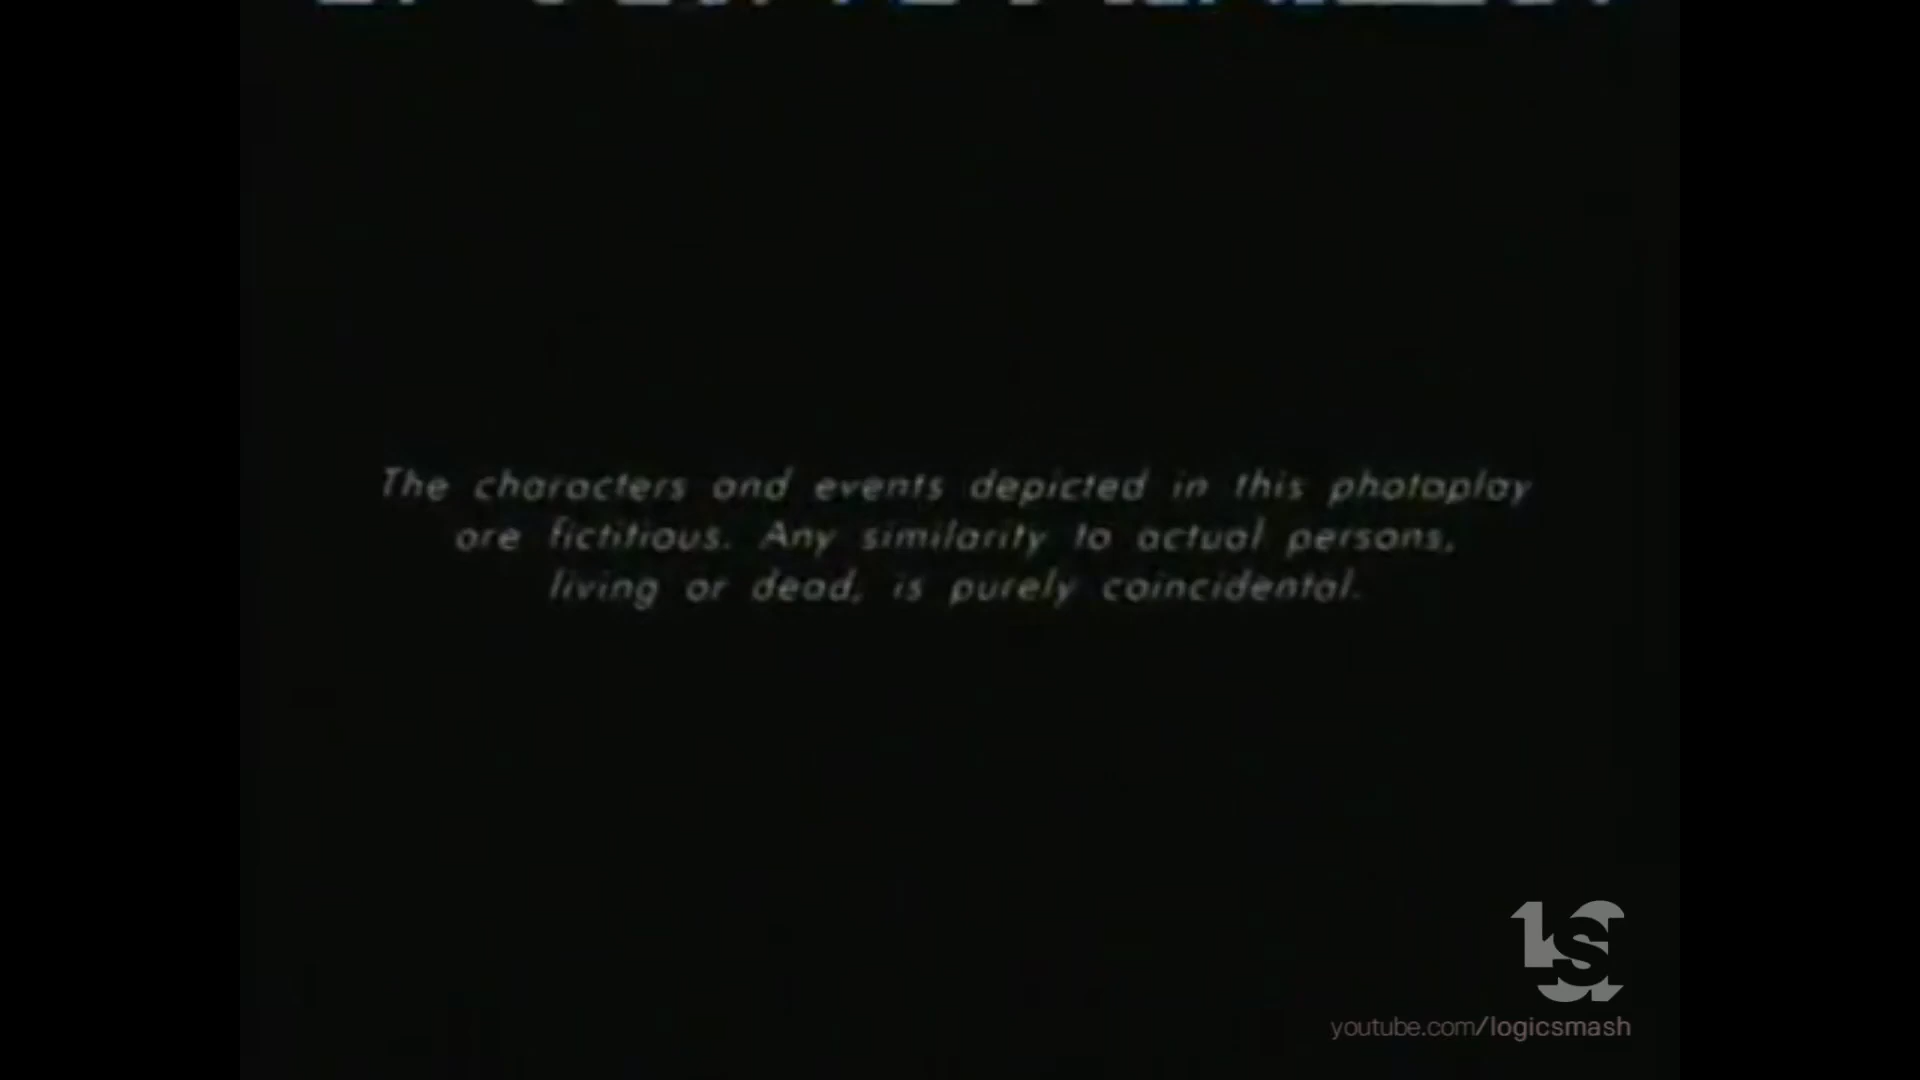 The characters and events depicted in this photoplay
are fictitious. Any similarity to actual persons,
living or dead, is purely coincidental.
youtube.com/logicsmash